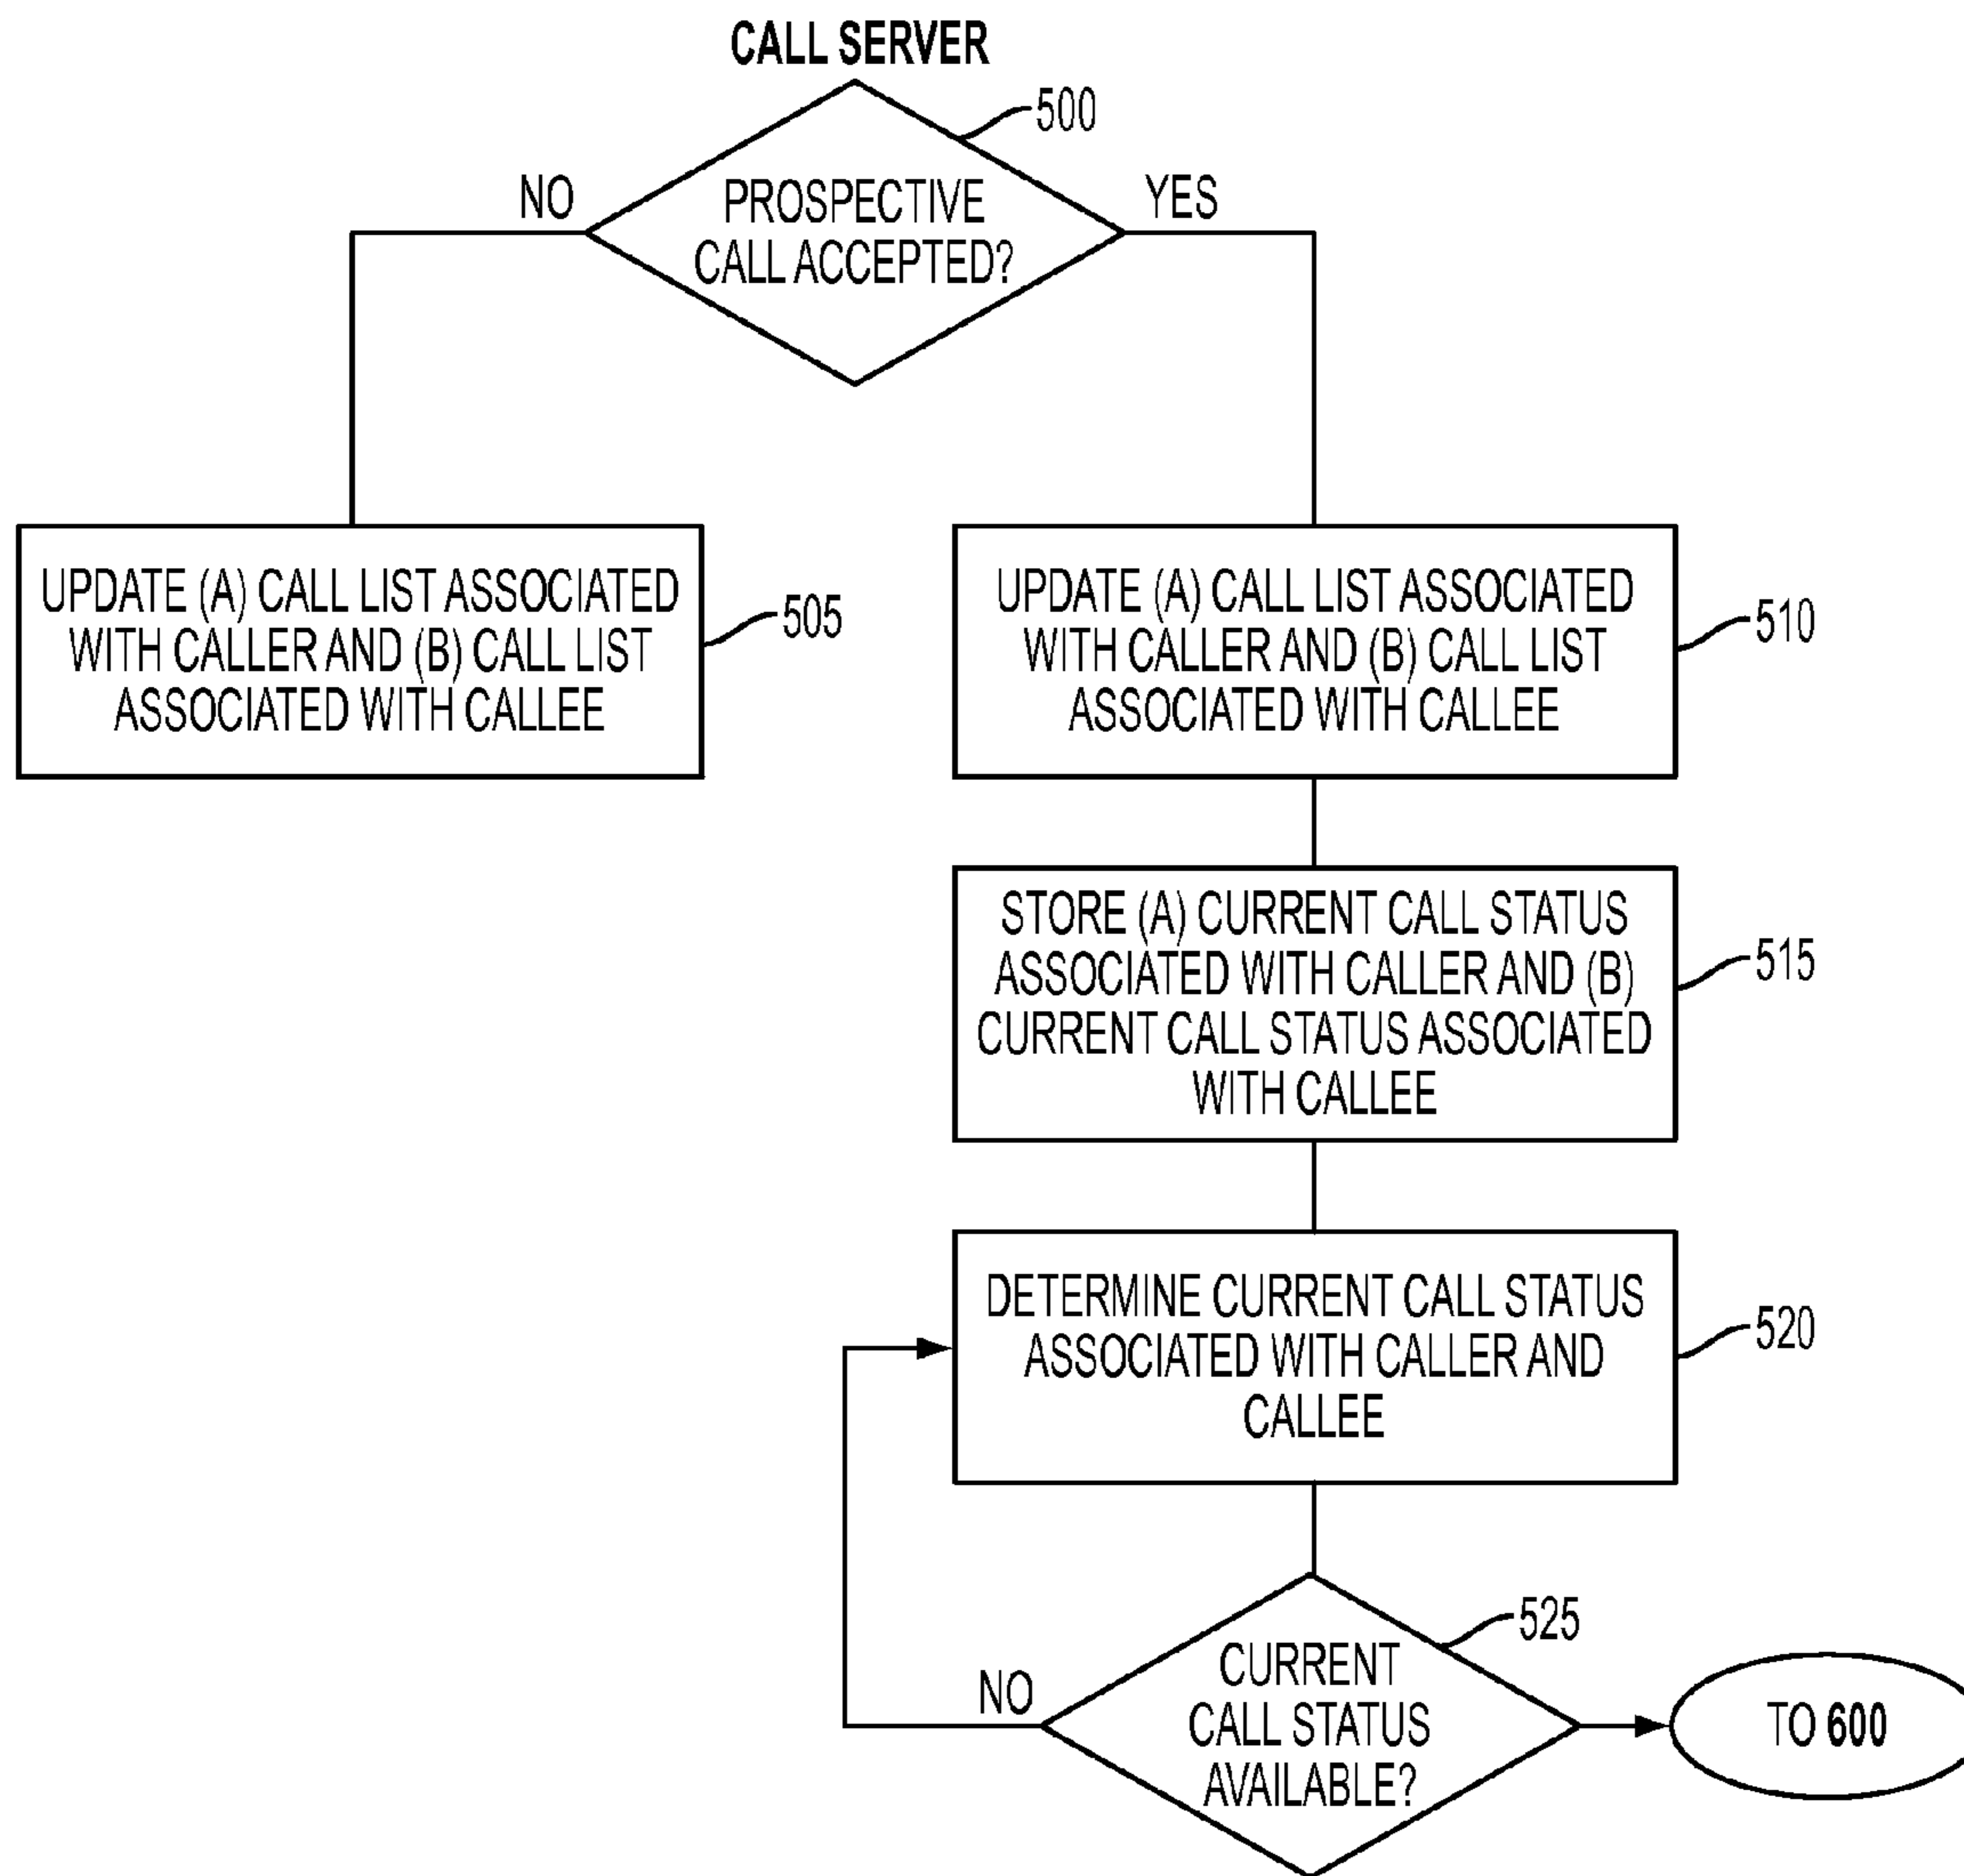 CALL SERVER
500
NO
PROSPECTIVE
CALL ACCEPTED?
YES
UPDATE (A) CALL LIST ASSOCIATED
WITH CALLER AND (B) CALL LIST
ASSOCIATED WITH CALLEE
505
UPDATE (A) CALL LIST ASSOCIATED
WITH CALLER AND (B) CALL LIST
ASSOCIATED WITH CALLEE
510
STORE (A) CURRENT CALL STATUS
ASSOCIATED WITH CALLER AND (B)
CURRENT CALL STATUS ASSOCIATED
WITH CALLEE
515
DETERMINE CURRENT CALL STATUS
ASSOCIATED WITH CALLER AND
CALLEE
520
525
NO
CURRENT
CALL STATUS
AVAILABLE?
TO 600